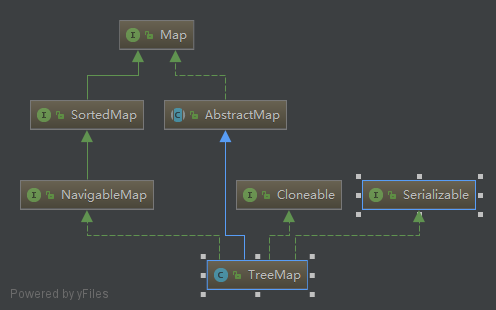 Map
SortedMap
AbstractMap
NavigableMap
Cloneable
Serializable
TreeMap
Powered by yFiles